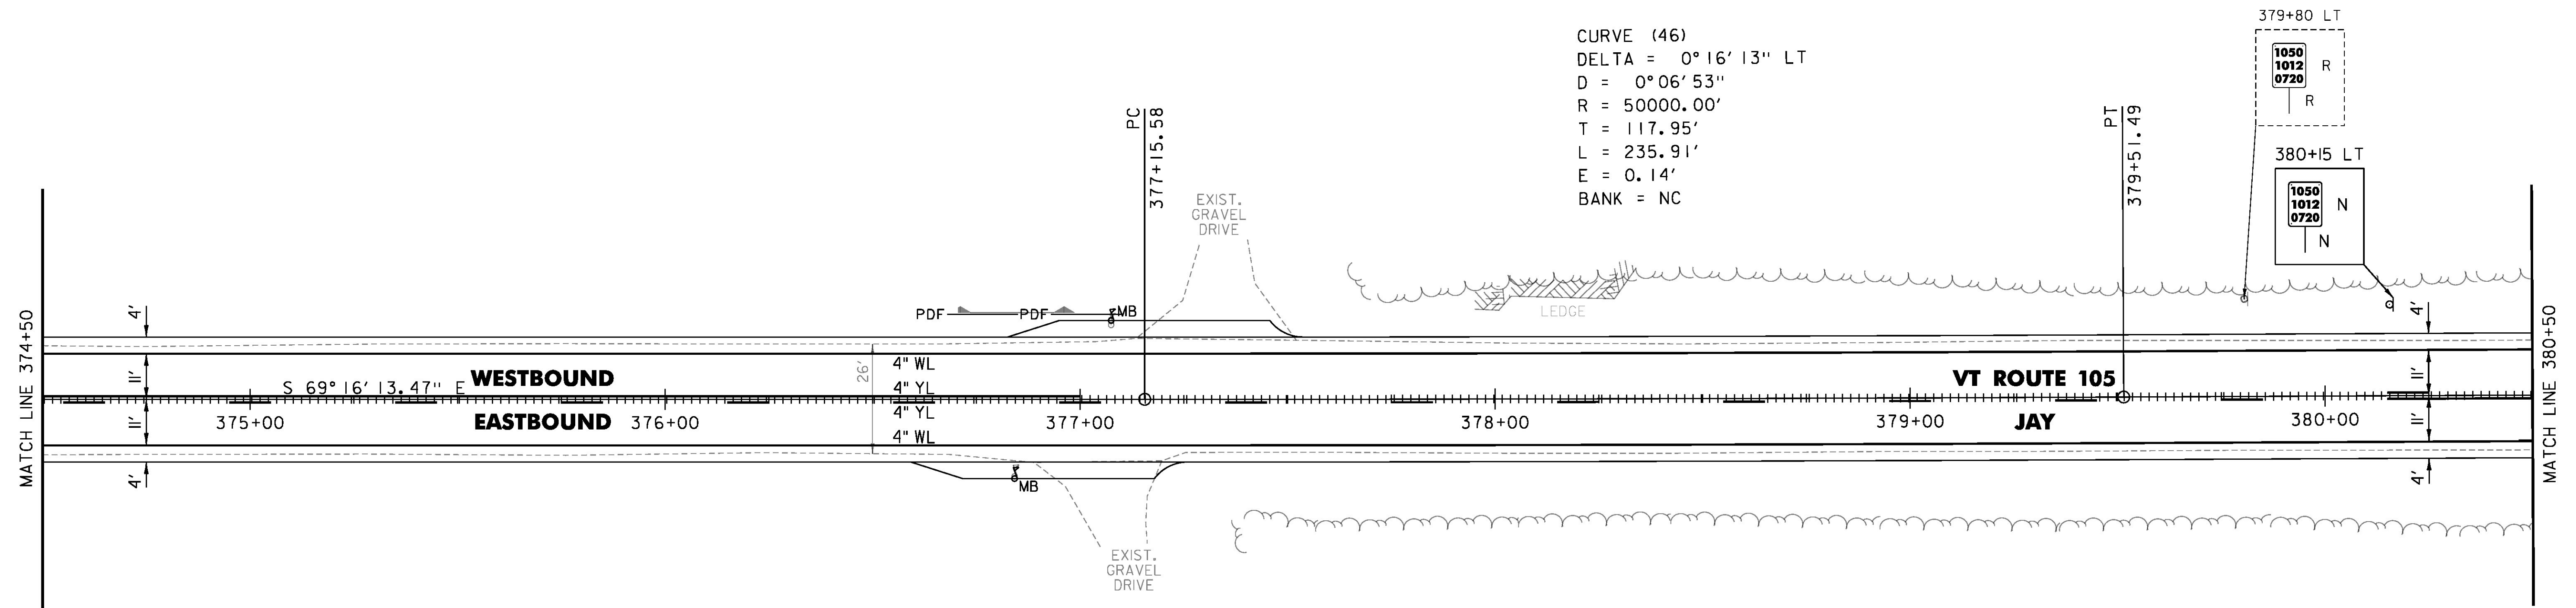 379+80 LT
1050
1012
0720
R
R
CURVE (46)
DELTA = 0°16'13" LT
D = 0°06'53"
R = 50000.00'
T = 117.95'
L = 235.91'
E = 0.14'
BANK = NC
PC
377+15.58
PT
379+51.49
380+15 LT
1050
1012
0720
N
N
EXIST.
GRAVEL
DRIVE
LEDGE
PDF
PDF
MB
MATCH LINE 374+50
MATCH LINE 380+50
4'
4'
11'
11'
26'
4" WL
4" YL
4" YL
4" WL
S 69°16'13.47" E
WESTBOUND
VT ROUTE 105
EASTBOUND
JAY
375+00
376+00
377+00
378+00
379+00
380+00
11'
11'
4'
4'
MB
EXIST.
GRAVEL
DRIVE